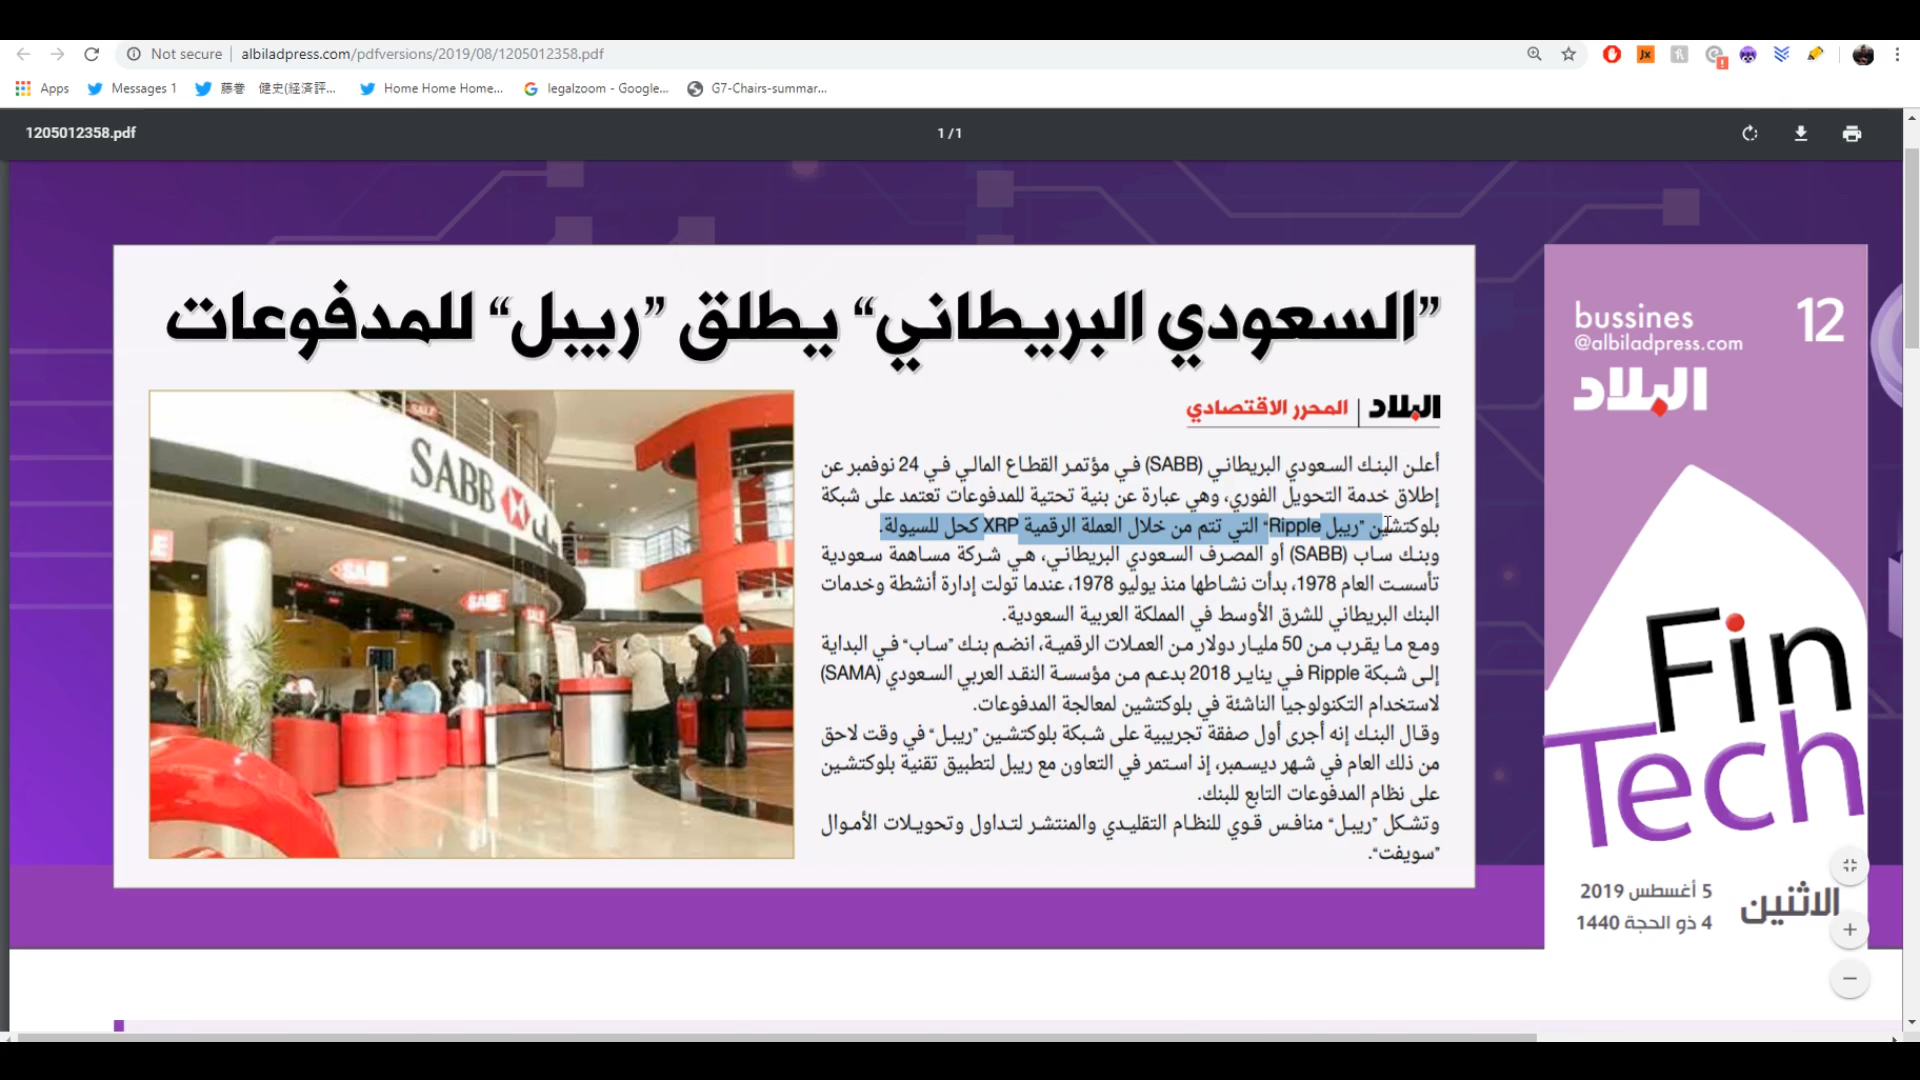 Not secure
albiladpress.com/pdfversions/2019/08/1205012358.pdf
Apps
Messages 1
藤巻 健史(経済評...
Home Home Home...
legalzoom - Google...
G7-Chairs-summar...
1205012358.pdf
1 / 1
”السعودي البريطاني“ يطلق ”ريبل“ للمدفوعات
البلاد | المحرر الاقتصادي
أعلن البنك السعودي البريطاني (SABB) في مؤتمر القطاع المالي في 24 نوفمبر عن
إطلاق خدمة التحويل الفوري، وهي عبارة عن بنية تحتية للمدفوعات تعتمد على شبكة
بلوكتشين ”ريبل Ripple“ التي تتم من خلال العملة الرقمية XRP كحل للسيولة.
وبنك ساب (SABB) أو المصرف السعودي البريطاني، هي شركة مساهمة سعودية
تأسست العام 1978، بدأت نشاطها منذ يوليو 1978، عندما تولت إدارة أنشطة وخدمات
البنك البريطاني للشرق الأوسط في المملكة العربية السعودية.
ومع ما يقرب من 50 مليار دولار من العملات الرقمية، انضم بنك ”ساب“ في البداية
إلى شبكة Ripple في يناير 2018 بدعم من مؤسسة النقد العربي السعودي (SAMA)
لاستخدام التكنولوجيا الناشئة في بلوكتشين لمعالجة المدفوعات.
وقال البنك إنه أجرى أول صفقة تجريبية على شبكة بلوكتشين ”ريبل“ في وقت لاحق
من ذلك العام في شهر ديسمبر، إذ استمر في التعاون مع ريبل لتطبيق تقنية بلوكتشين
على نظام المدفوعات التابع للبنك.
وتشكل ”ريبل“ منافس قوي للنظام التقليدي والمنتشر لتداول وتحويلات الأموال
”سويفت“.
SABB
SALE
SABB
SABB
bussines
@albiladpress.com
12
البلاد
Fin
Tech
الاثنين
5 أغسطس 2019
4 ذو الحجة 1440